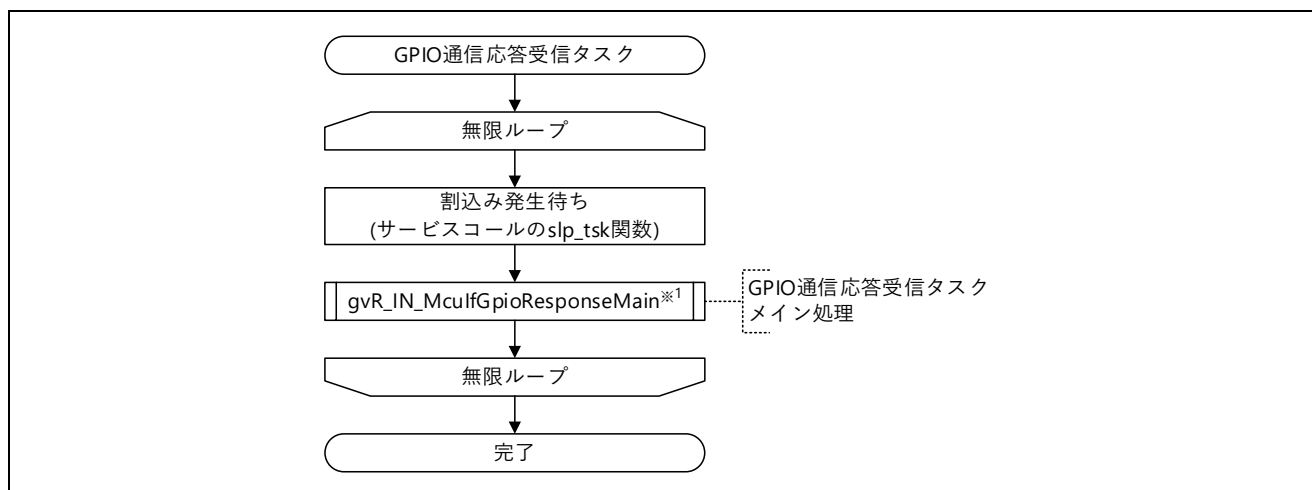 GPIO通信応答受信タスク
無限ループ
割込み発生待ち
(サービスコールのslp_tsk関数)
gvR_IN_McuIfGpioResponseMain※1
GPIO通信応答受信タスク
メイン処理
無限ループ
完了